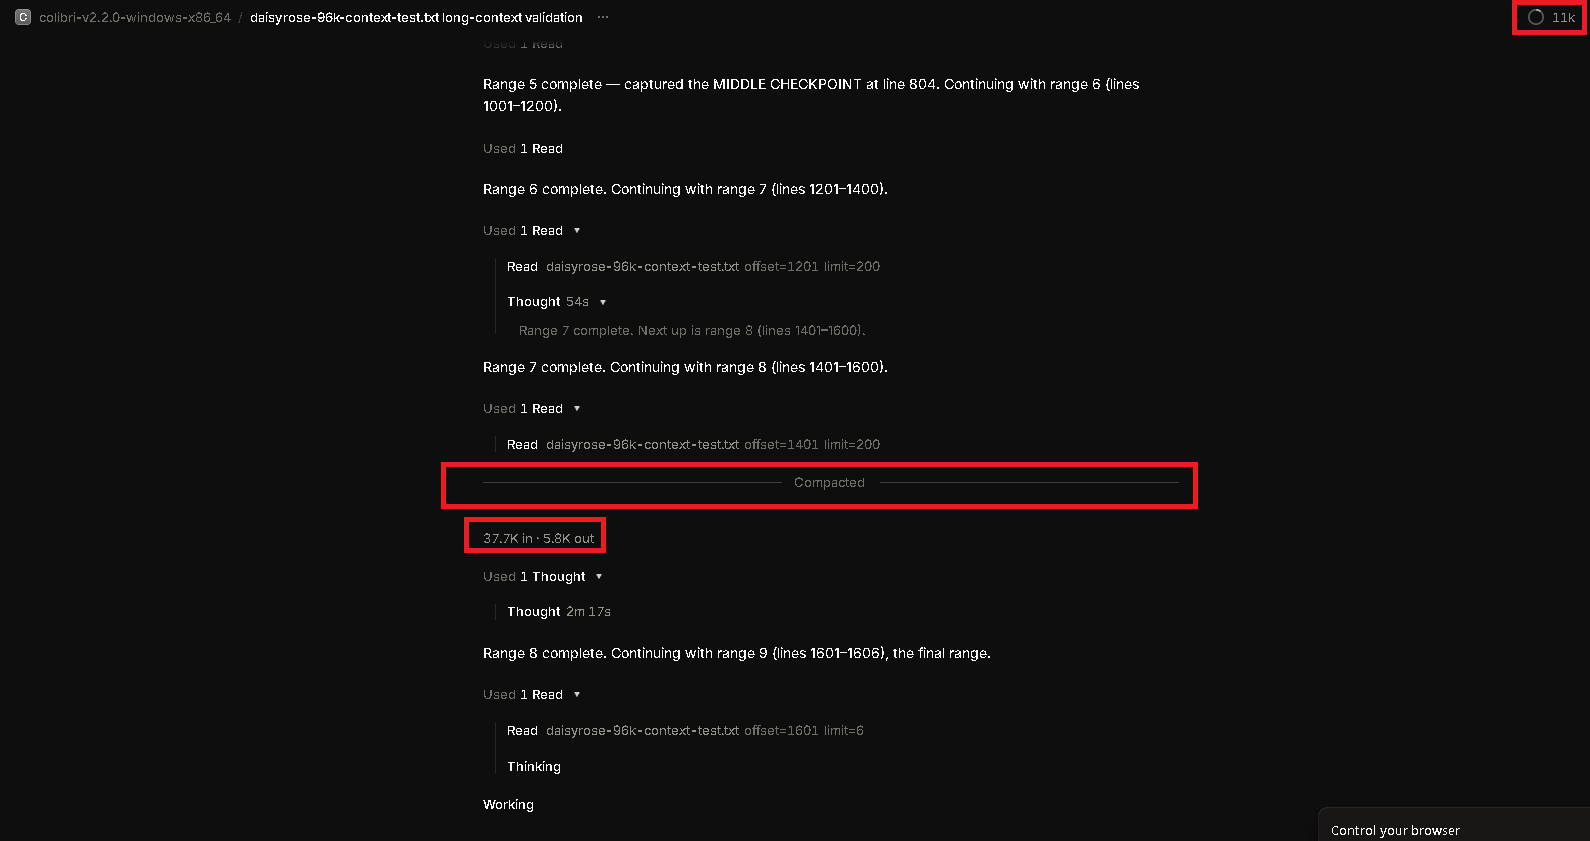 C colibri-v2.2.0-windows-x86_64 / daisyrose-96k-context-test.txt long-context validation ... 11k
Used 1 Read
Range 5 complete — captured the MIDDLE CHECKPOINT at line 804. Continuing with range 6 (lines
1001–1200).
Used 1 Read
Range 6 complete. Continuing with range 7 (lines 1201–1400).
Used 1 Read
Read daisyrose-96k-context-test.txt offset=1201 limit=200
Thought 54s
Range 7 complete. Next up is range 8 (lines 1401–1600).
Range 7 complete. Continuing with range 8 (lines 1401–1600).
Used 1 Read
Read daisyrose-96k-context-test.txt offset=1401 limit=200
Compacted
37.7K in · 5.8K out
Used 1 Thought
Thought 2m 17s
Range 8 complete. Continuing with range 9 (lines 1601–1606), the final range.
Used 1 Read
Read daisyrose-96k-context-test.txt offset=1601 limit=6
Thinking
Working
Control your browser